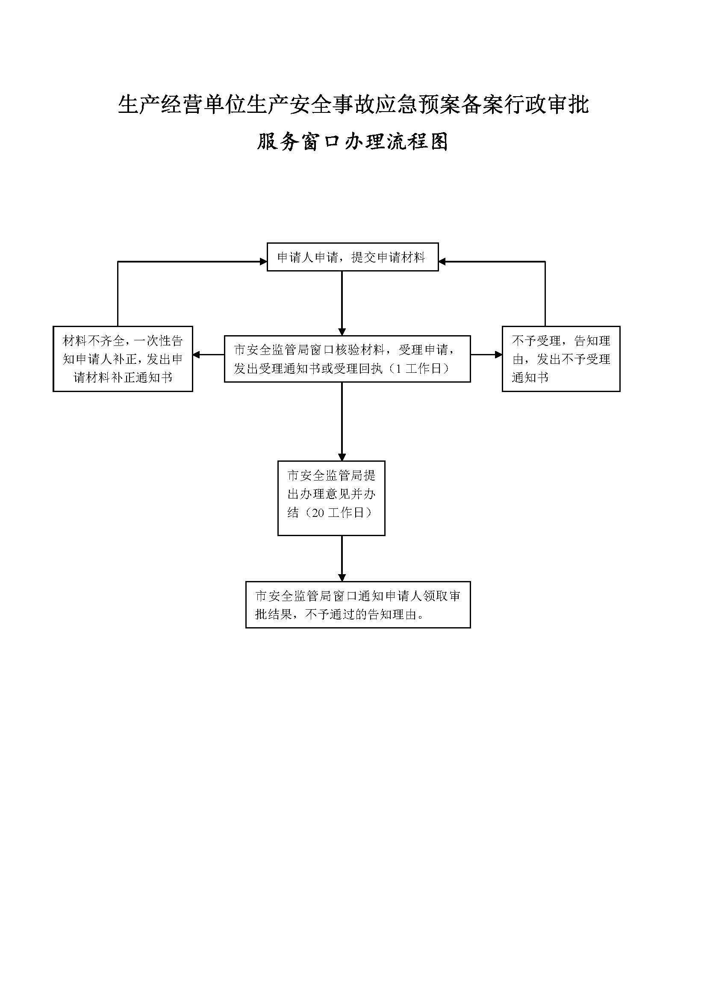 生产经营单位生产安全事故应急预案备案行政审批
服务窗口办理流程图
申请人申请，提交申请材料
材料不齐全，一次性告
知申请人补正，发出申
请材料补正通知书
市安全监管局窗口核验材料，受理申请，
发出受理通知书或受理回执（1 工作日）
不予受理，告知理
由，发出不予受理
通知书
市安全监管局提
出办理意见并办
结（20 工作日）
市安全监管局窗口通知申请人领取审
批结果，不予通过的告知理由。